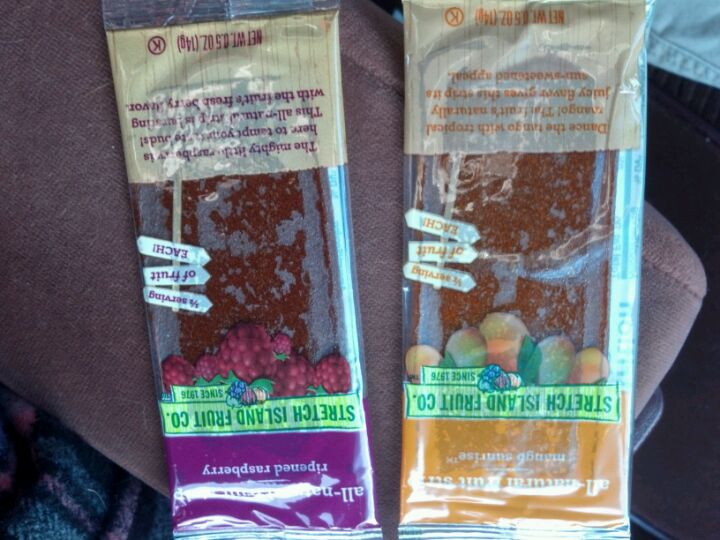 all-na
ripened raspberry
STRETCH ISLAND FRUIT CO.
SINCE 1976
½ serving
of fruit
EACH!
The mighty little raspberry is
here to tempt your taste buds!
This all-natural strip is bursting
with the fruit's fresh berry flavor.
NET WT. 0.5 OZ. (14g)
K
all-natural fruit strip
mango sunrise™
STRETCH ISLAND FRUIT CO.
SINCE 1976
½ serving
of fruit
EACH!
Dance the tango with tropical
mango! The fruit's naturally
juicy flavor gives this strip its
sun-sweetened appeal.
NET WT. 0.5 OZ. (14g)
K